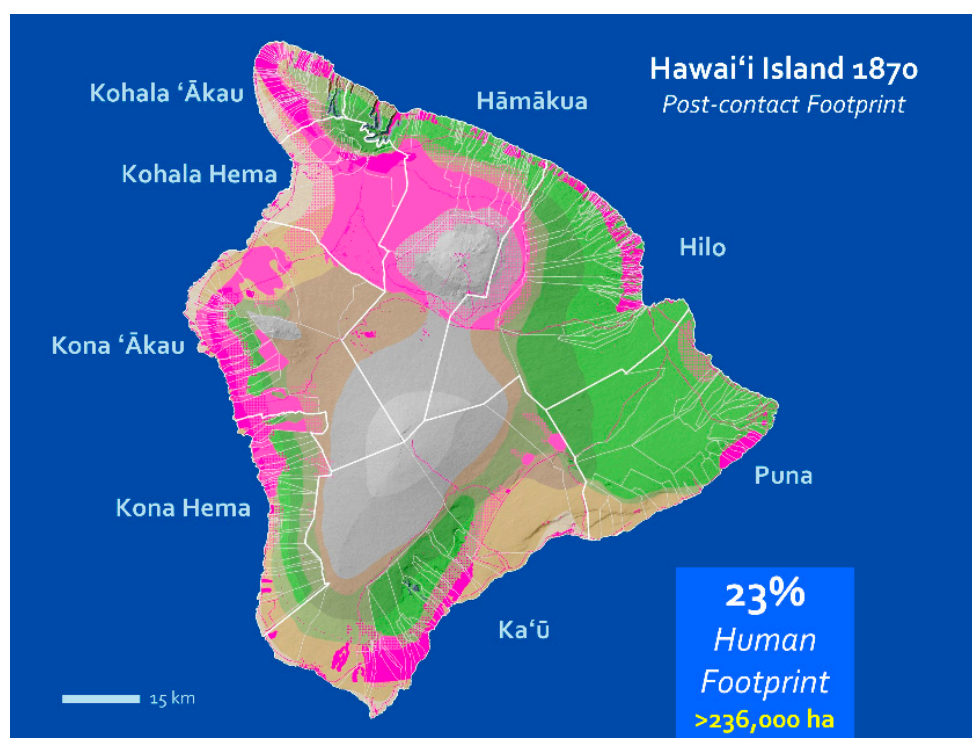 Hawaiʻi Island 1870
Post-contact Footprint
Kohala ʻĀkau
Hāmākua
Kohala Hema
Hilo
Kona ʻĀkau
Puna
Kona Hema
Kaʻū
23%
Human
Footprint
>236,000 ha
15 km